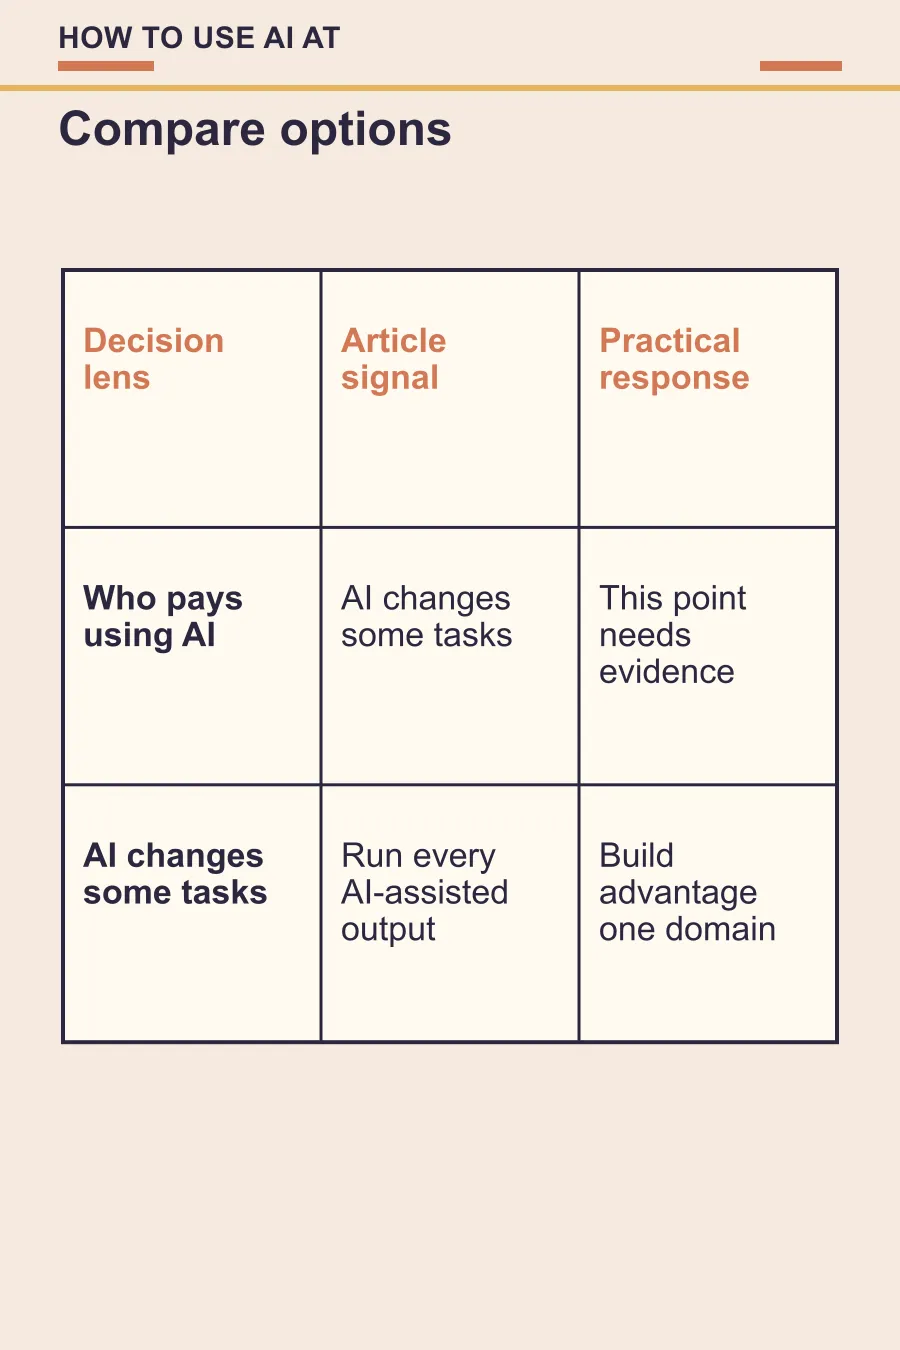 HOW TO USE AI AT
Compare options
Decision
lens
Article
signal
Practical
response
Who pays
using AI
AI changes
some tasks
This point
needs
evidence
AI changes
some tasks
Run every
AI-assisted
output
Build
advantage
one domain